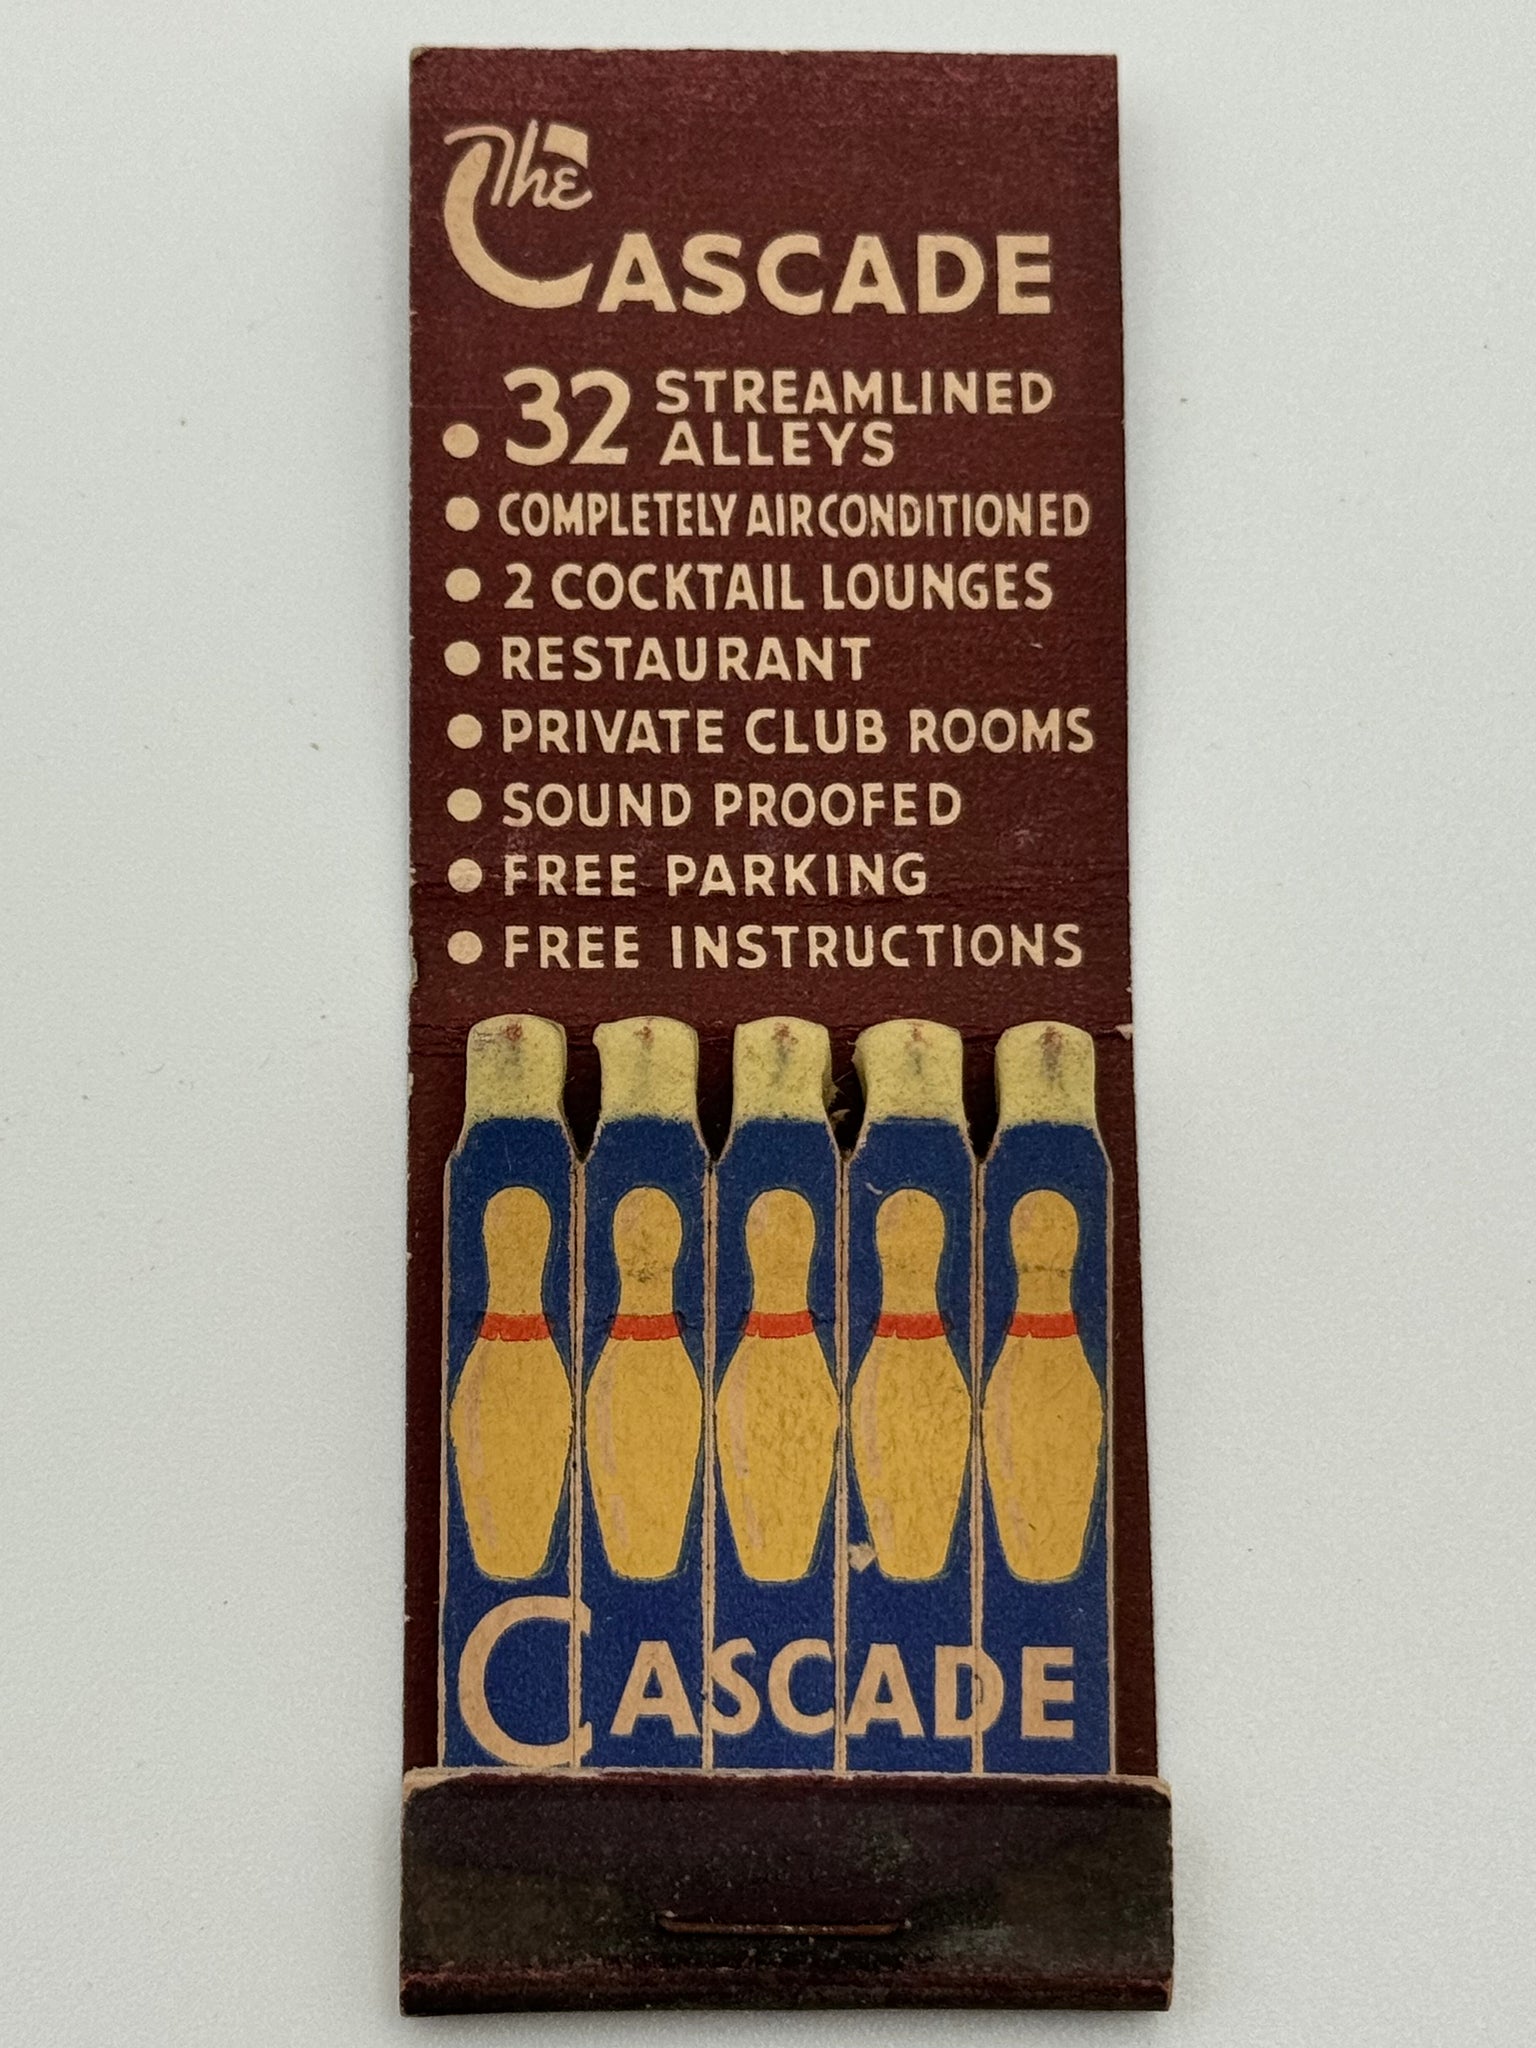 The
CASCADE
• 32 STREAMLINED
ALLEYS
• COMPLETELY AIRCONDITIONED
• 2 COCKTAIL LOUNGES
• RESTAURANT
• PRIVATE CLUB ROOMS
• SOUND PROOFED
• FREE PARKING
• FREE INSTRUCTIONS
CASCADE